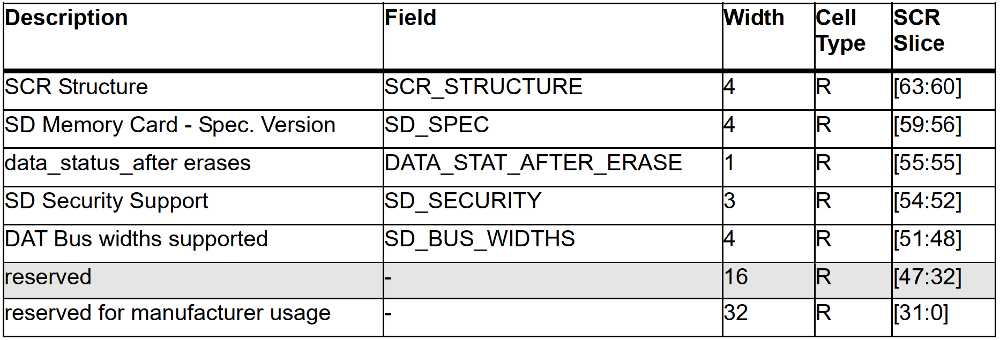 Description Field Width Cell Type SCR Slice
SCR Structure SCR_STRUCTURE 4 R [63:60]
SD Memory Card - Spec. Version SD_SPEC 4 R [59:56]
data_status_after erases DATA_STAT_AFTER_ERASE 1 R [55:55]
SD Security Support SD_SECURITY 3 R [54:52]
DAT Bus widths supported SD_BUS_WIDTHS 4 R [51:48]
reserved - 16 R [47:32]
reserved for manufacturer usage - 32 R [31:0]